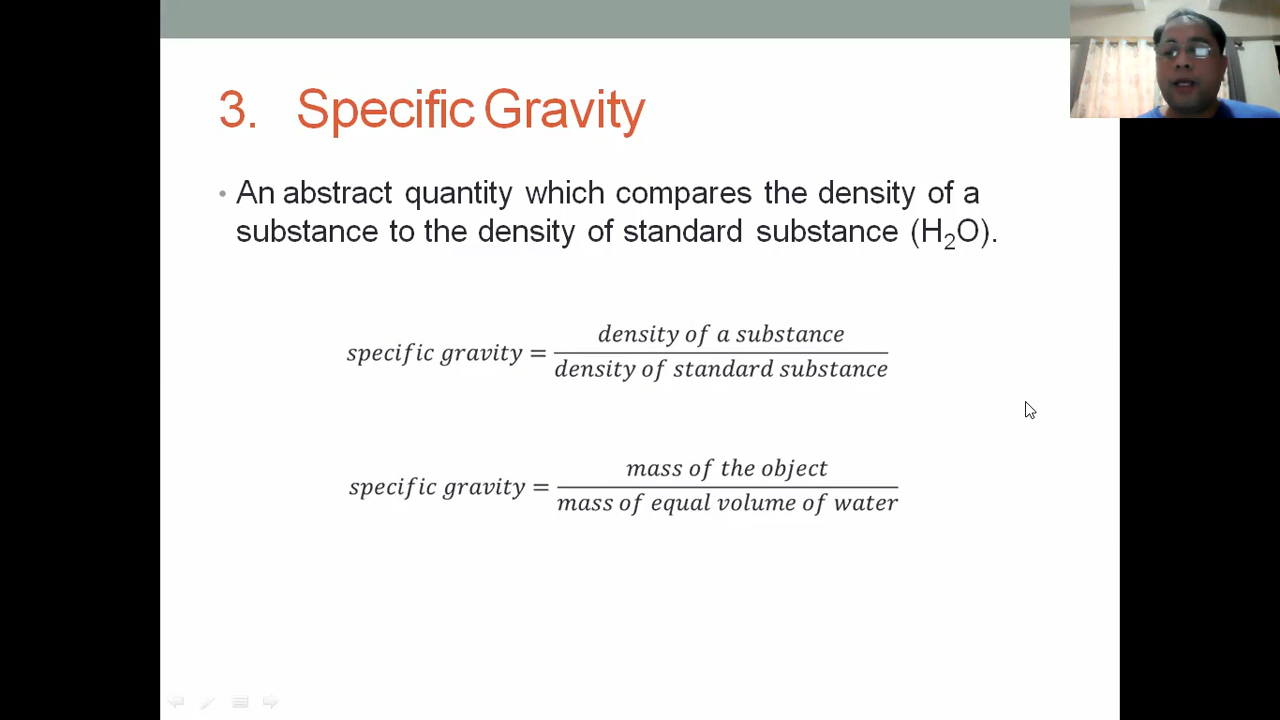 3. Specific Gravity
• An abstract quantity which compares the density of a
substance to the density of standard substance (H₂O).
specific gravity = density of a substance / density of standard substance
specific gravity = mass of the object / mass of equal volume of water